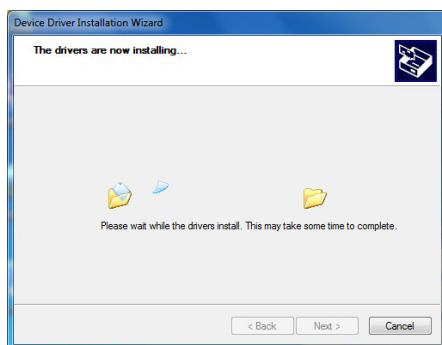 Device Driver Installation Wizard
The drivers are now installing...
Please wait while the drivers install. This may take some time to complete.
< Back
Next >
Cancel